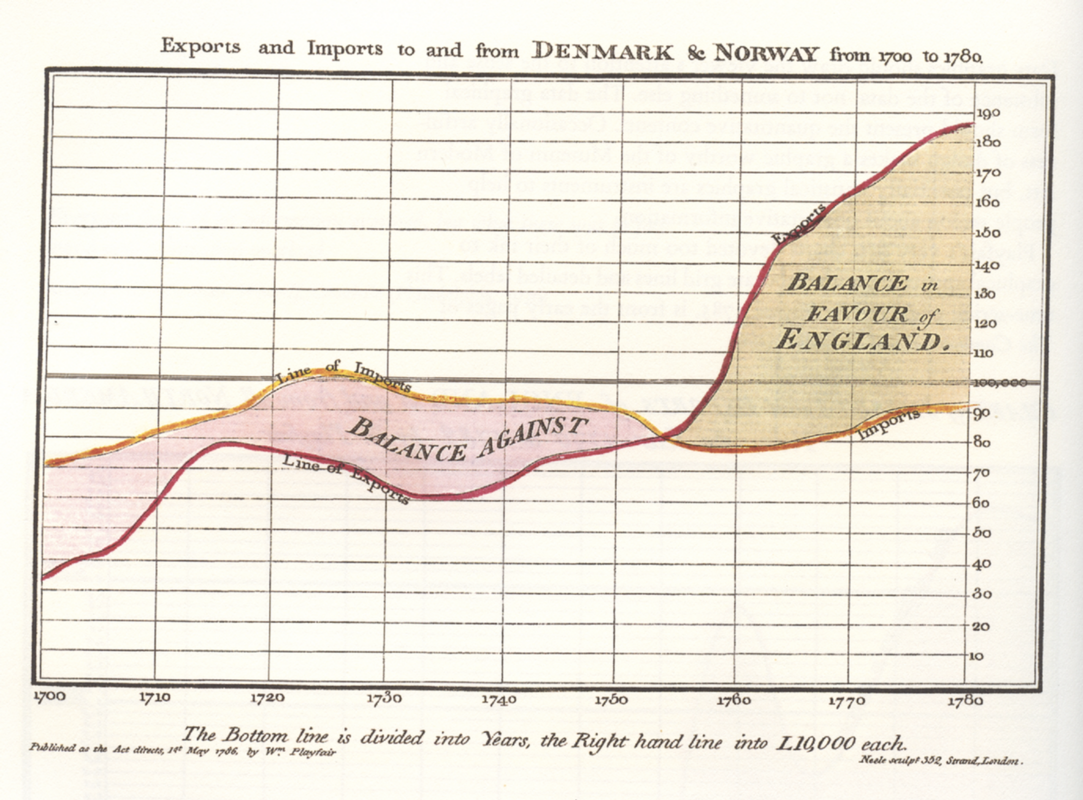 Exports and Imports to and from DENMARK & NORWAY from 1700 to 1780.
190
180
170
160
150
140
130
120
110
100,000
90
80
70
60
50
40
30
20
10
Exports
BALANCE in
FAVOUR of
ENGLAND.
Line of Imports
BALANCE AGAINST
Imports
Line of Exports
1700 1710 1720 1730 1740 1750 1760 1770 1780
The Bottom line is divided into Years, the Right hand line into L10,000 each.
Published as the Act directs, 1st May 1786, by Wm Playfair
Neele sculpt 352, Strand, London.